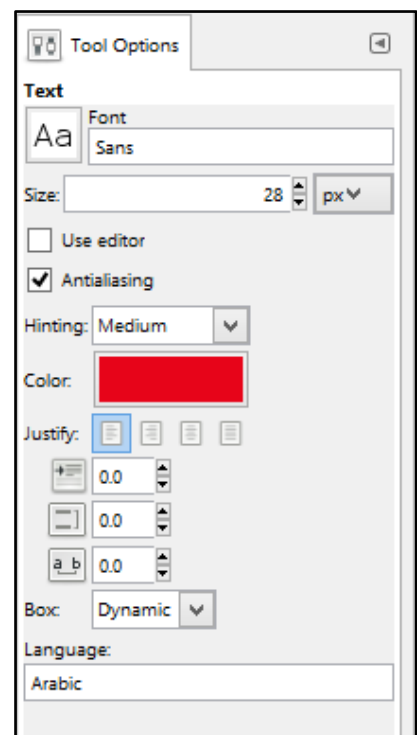 Tool Options
Text
Font
Aa
Sans
Size: 28 px
Use editor
Antialiasing
Hinting: Medium
Color:
Justify:
0.0
0.0
a b 0.0
Box: Dynamic
Language:
Arabic